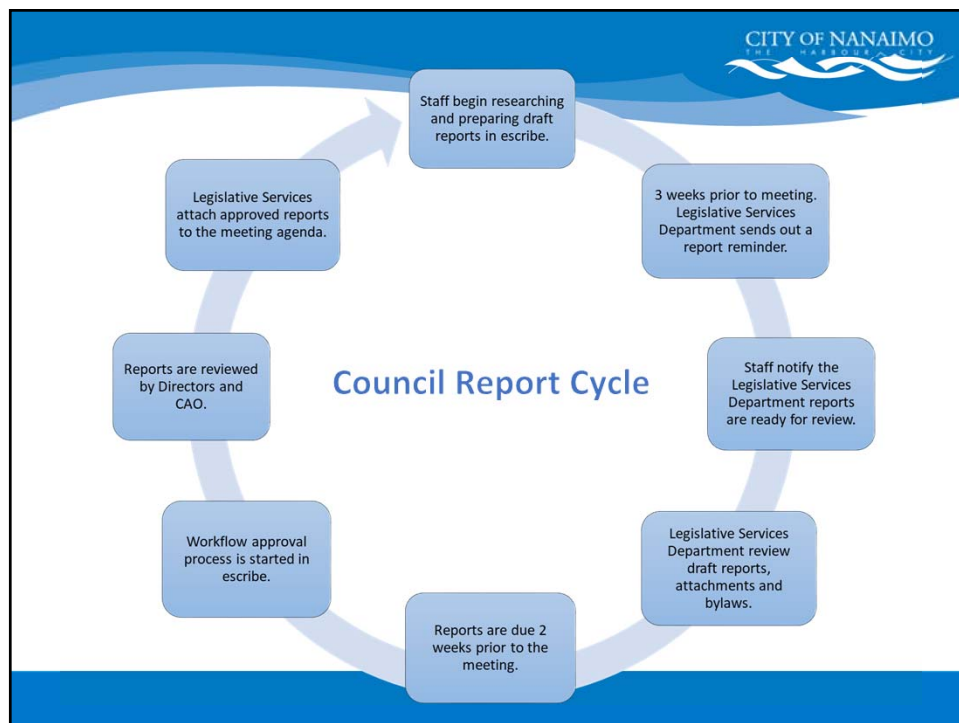 CITY OF NANAIMO
THE HARBOUR CITY
Staff begin researching
and preparing draft
reports in escribe.
3 weeks prior to meeting.
Legislative Services
Department sends out a
report reminder.
Staff notify the
Legislative Services
Department reports
are ready for review.
Legislative Services
Department review
draft reports,
attachments and
bylaws.
Reports are due 2
weeks prior to the
meeting.
Workflow approval
process is started in
escribe.
Reports are reviewed
by Directors and
CAO.
Legislative Services
attach approved reports
to the meeting agenda.
Council Report Cycle